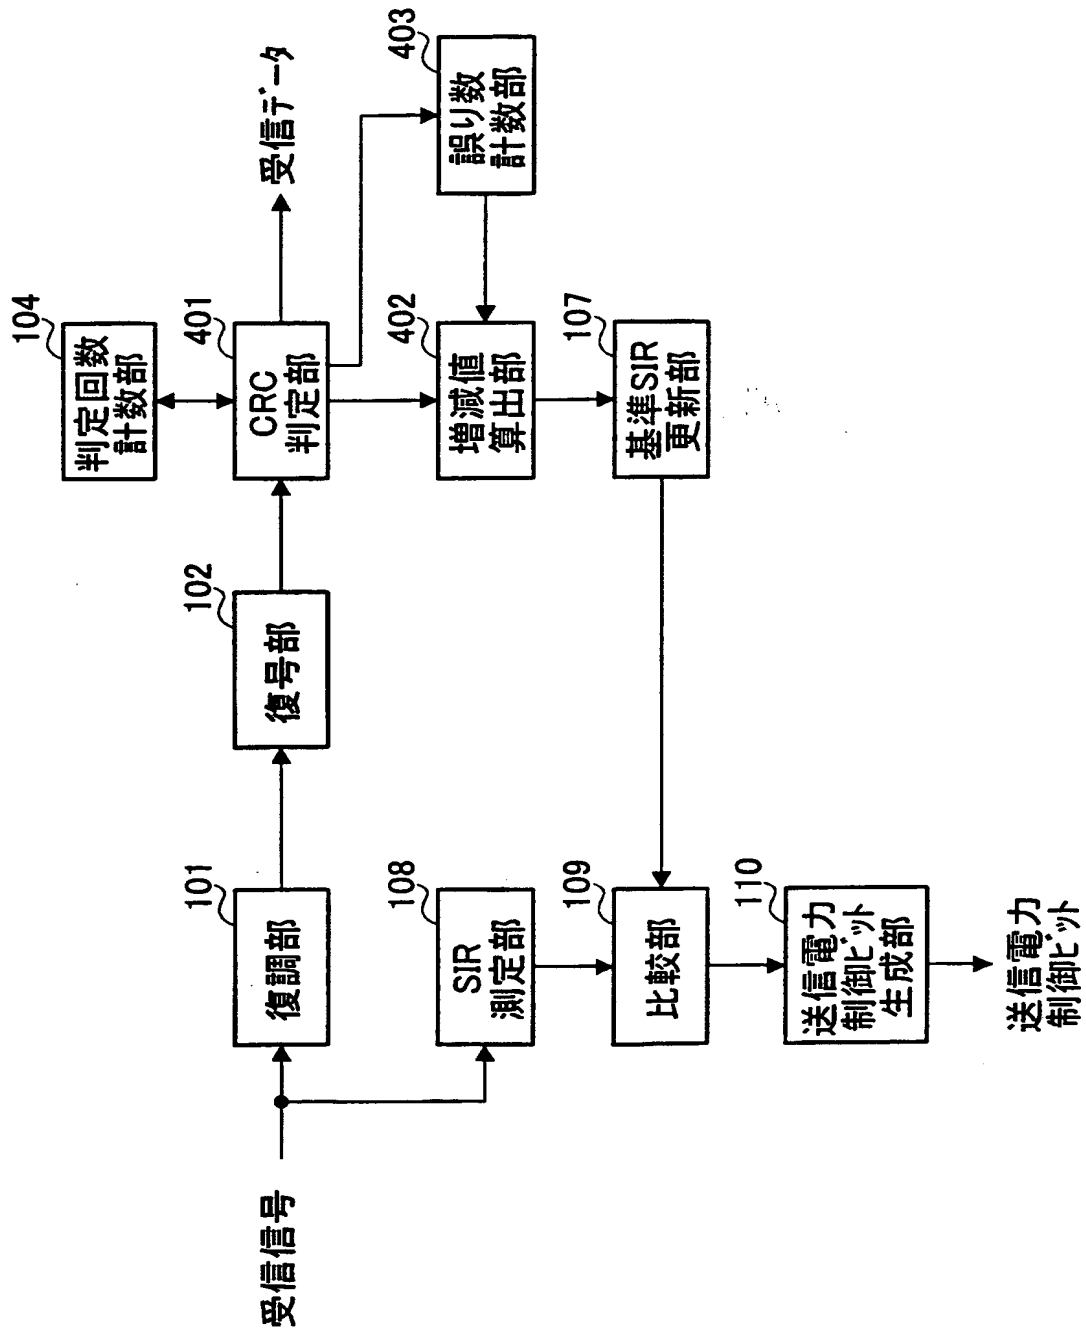 受信信号
101
復調部
102
復号部
104
判定回数
計数部
401
CRC
判定部
受信データ
403
誤り数
計数部
402
増減値
算出部
108
SIR
測定部
107
基準SIR
更新部
109
比較部
110
送信電力
制御ビット
生成部
送信電力
制御ビット